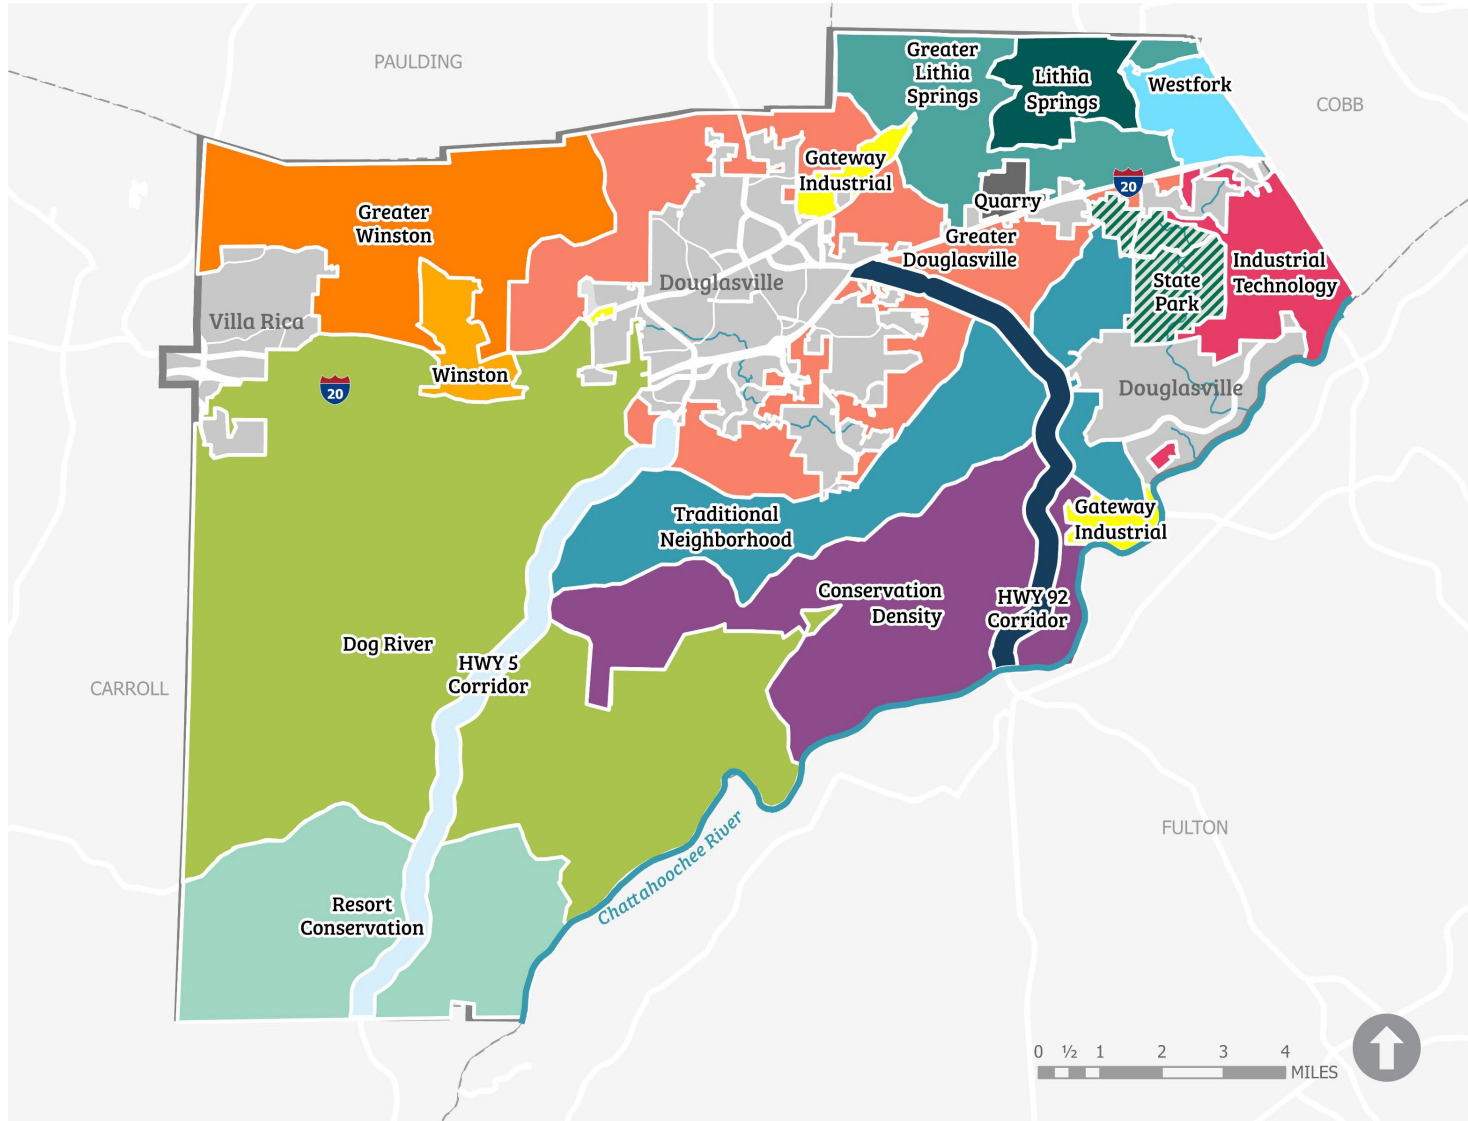 PAULDING
COBB
Greater
Lithia
Springs
Lithia
Springs
Westfork
Gateway
Industrial
20
Quarry
Greater
Winston
Greater
Douglasville
Industrial
Technology
State
Park
Douglasville
Villa Rica
Winston
20
Douglasville
Traditional
Neighborhood
Gateway
Industrial
Conservation
Density
HWY 92
Corridor
Dog River
HWY 5
Corridor
CARROLL
Chattahoochee River
FULTON
Resort
Conservation
0 ½ 1 2 3 4
MILES